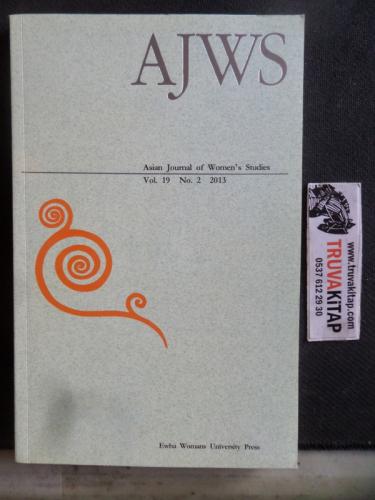 AJWS
Asian Journal of Women's Studies
Vol. 19 No. 2 2013
Ewha Womans University Press
www.truvakitap.com
TRUVAKiTAP
0537 612 29 30